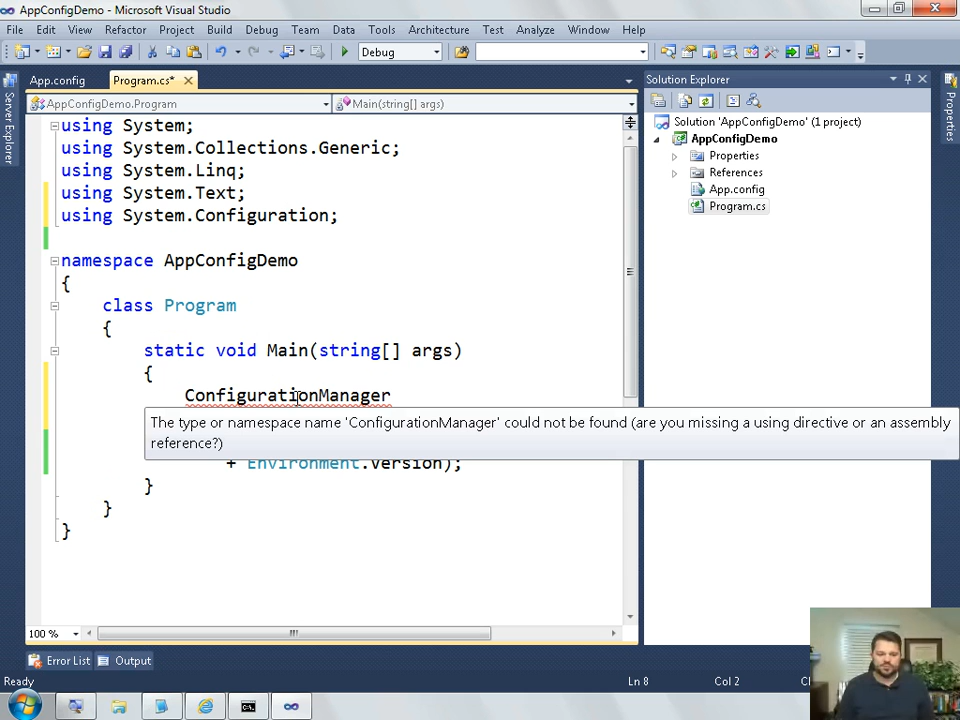 AppConfigDemo - Microsoft Visual Studio
File Edit View Refactor Project Build Debug Team Data Tools Architecture Test Analyze Window Help
Debug
App.config Program.cs*
Solution Explorer
AppConfigDemo.Program Main(string[] args)
Server Explorer
Properties
using System;
using System.Collections.Generic;
using System.Linq;
using System.Text;
using System.Configuration;
namespace AppConfigDemo
{
class Program
{
static void Main(string[] args)
{
ConfigurationManager
The type or namespace name 'ConfigurationManager' could not be found (are you missing a using directive or an assembly
reference?)
+ Environment.Version);
}
}
}
Solution 'AppConfigDemo' (1 project)
AppConfigDemo
Properties
References
App.config
Program.cs
100 %
Error List Output
Ready Ln 8 Col 2